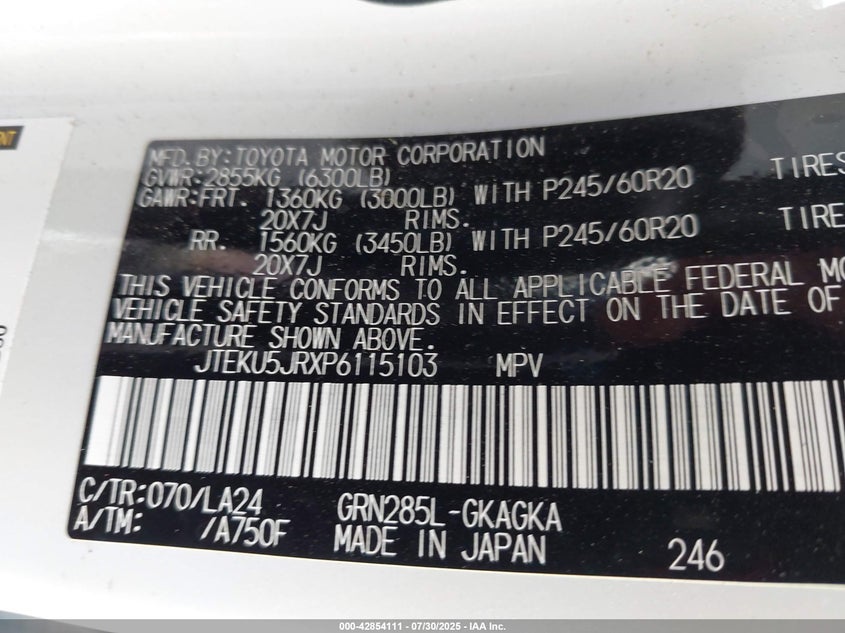 MFD. BY: TOYOTA MOTOR CORPORATION
GVWR: 2855KG (6300LB)
GAWR: FRT. 1360KG (3000LB) WITH P245/60R20 TIRES
20X7J RIMS.
RR. 1560KG (3450LB) WITH P245/60R20 TIRE
20X7J RIMS.
THIS VEHICLE CONFORMS TO ALL APPLICABLE FEDERAL MO
VEHICLE SAFETY STANDARDS IN EFFECT ON THE DATE OF
MANUFACTURE SHOWN ABOVE.
JTEKU5JRXP6115103 MPV
C/TR: 070/LA24 GRN285L-GKAGKA
A/TM: /A750F MADE IN JAPAN 246
000-42854111 - 07/30/2025 - IAA Inc.